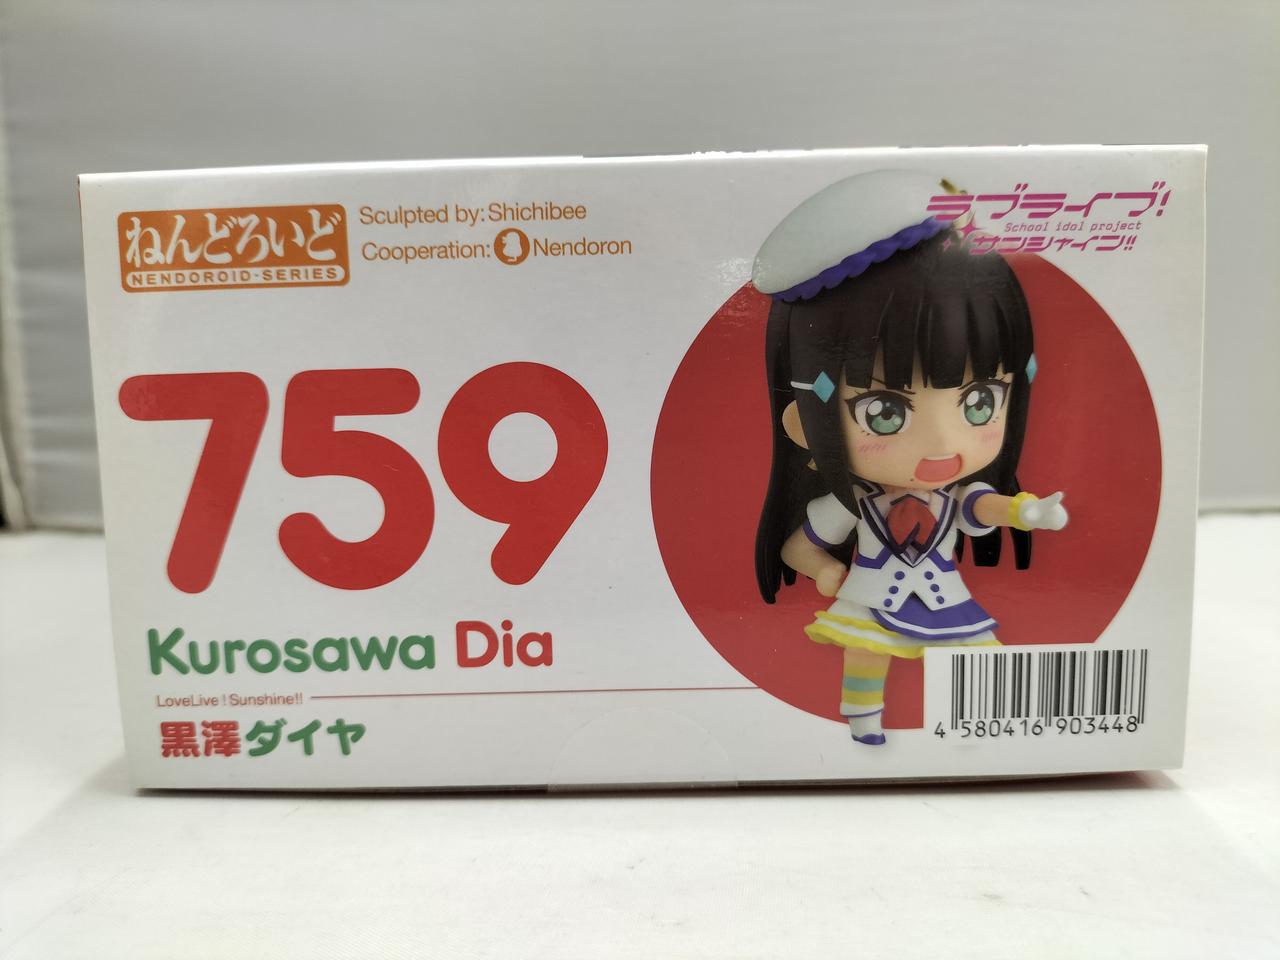 ねんどろいど
NENDOROID-SERIES
Sculpted by: Shichibee
Cooperation: Nendoron
ラブライブ!
School idol project
サンシャイン!!
759
Kurosawa Dia
LoveLive! Sunshine!!
黒澤ダイヤ
4 580416 903448